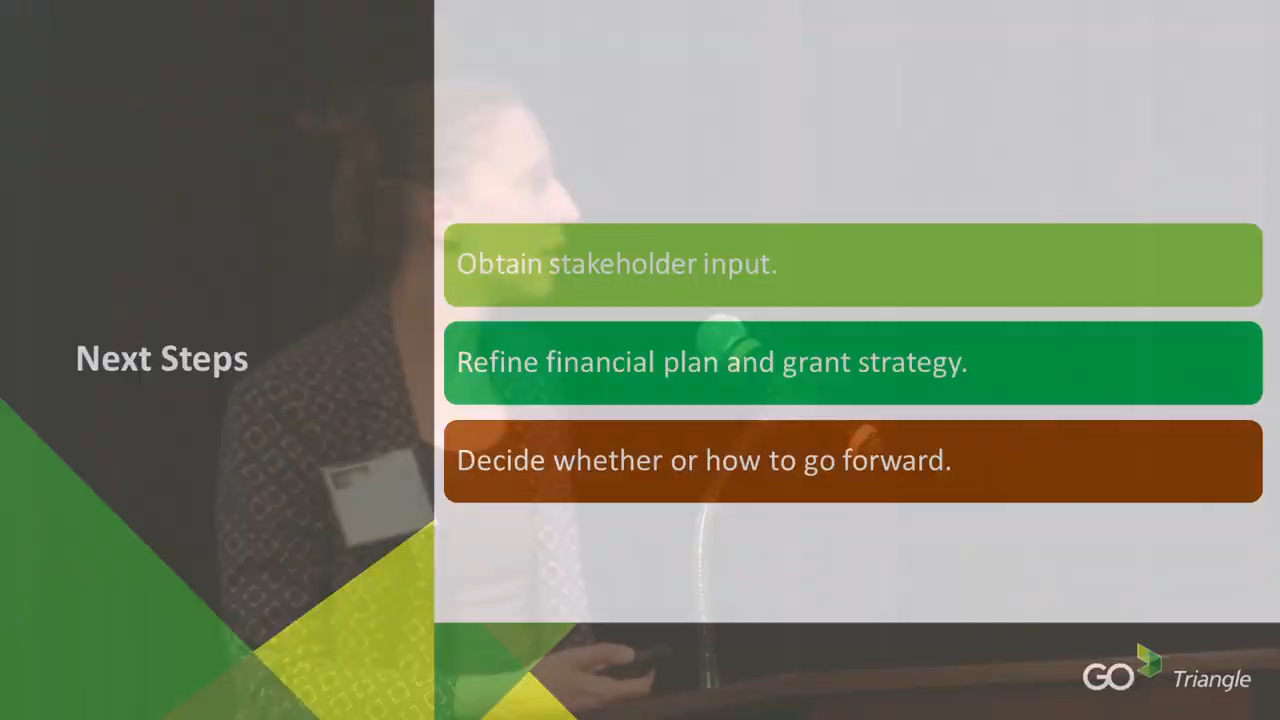 Next Steps
Obtain stakeholder input.
Refine financial plan and grant strategy.
Decide whether or how to go forward.
GO Triangle